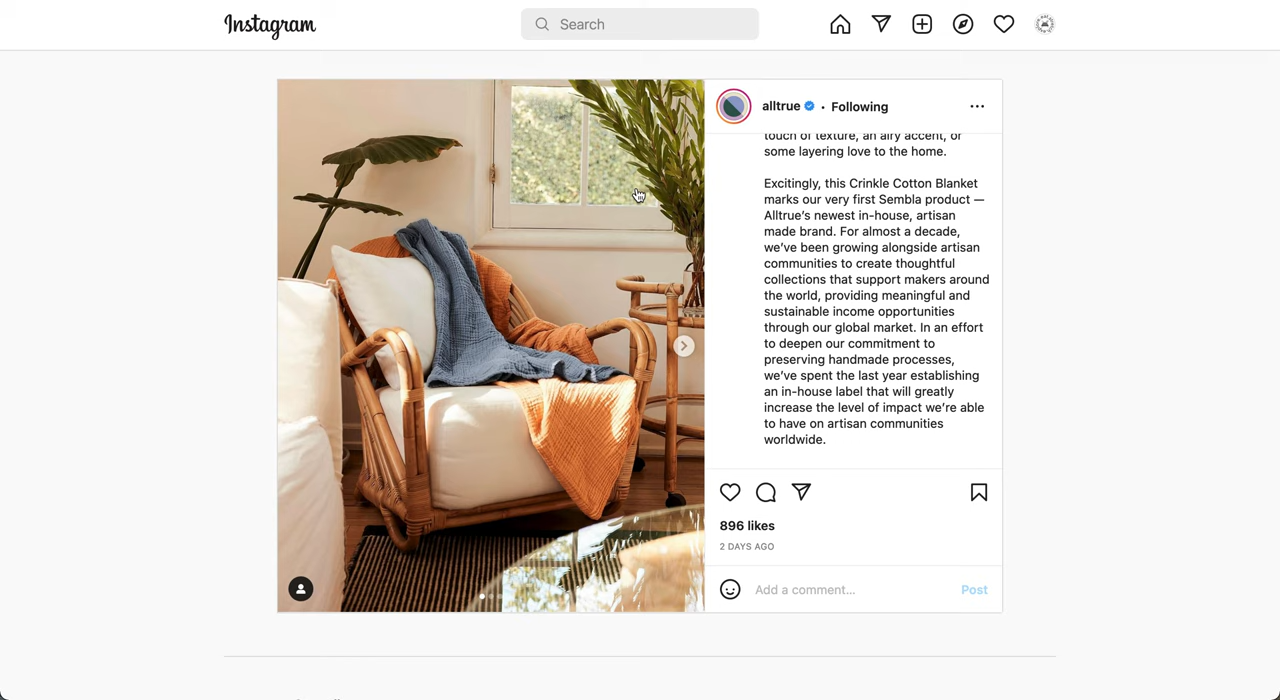 Instagram
Search
alltrue • Following
touch of texture, an airy accent, or
some layering love to the home.
Excitingly, this Crinkle Cotton Blanket
marks our very first Sembla product —
Alltrue's newest in-house, artisan
made brand. For almost a decade,
we've been growing alongside artisan
communities to create thoughtful
collections that support makers around
the world, providing meaningful and
sustainable income opportunities
through our global market. In an effort
to deepen our commitment to
preserving handmade processes,
we've spent the last year establishing
an in-house label that will greatly
increase the level of impact we're able
to have on artisan communities
worldwide.
896 likes
2 DAYS AGO
Add a comment... Post